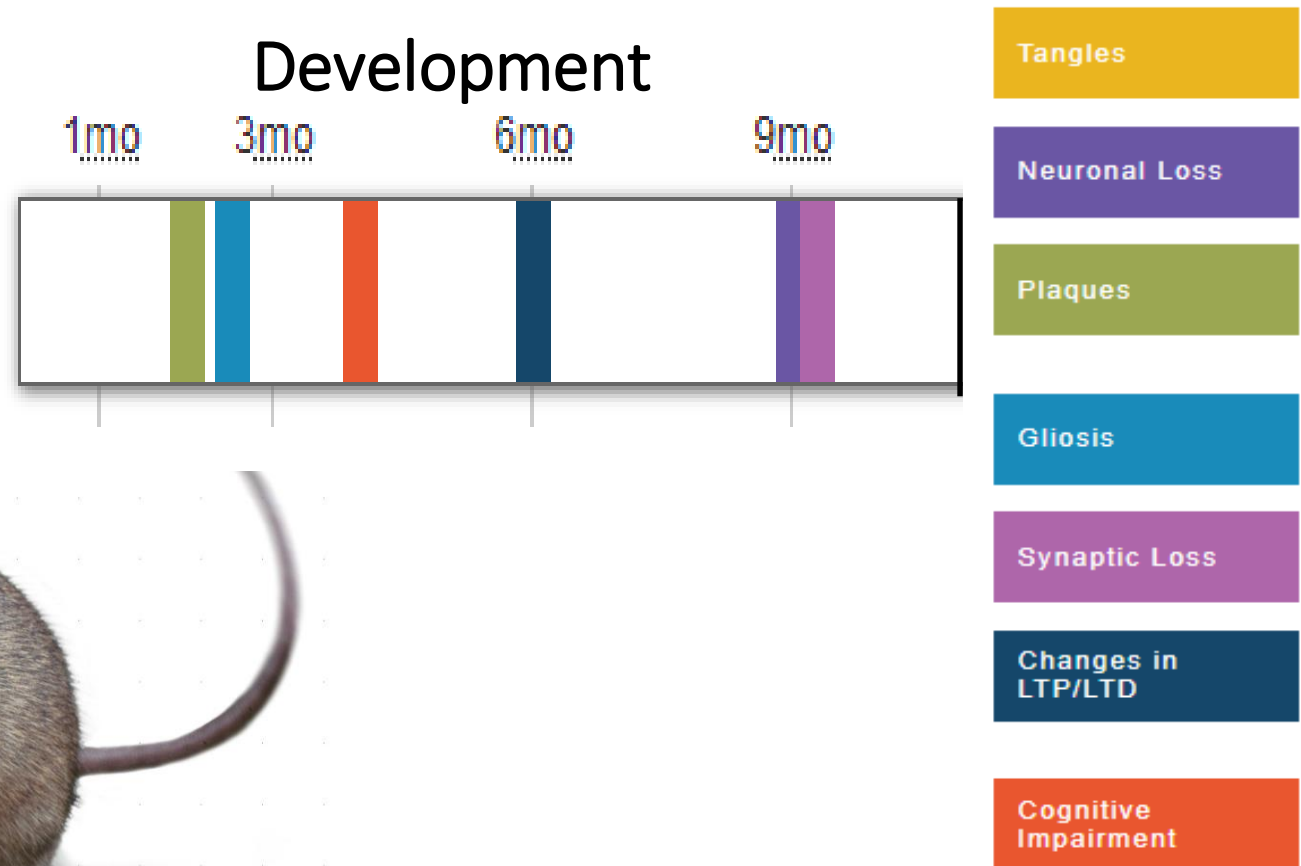 Development
1mo 3mo 6mo 9mo
Tangles
Neuronal Loss
Plaques
Gliosis
Synaptic Loss
Changes in
LTP/LTD
Cognitive
Impairment